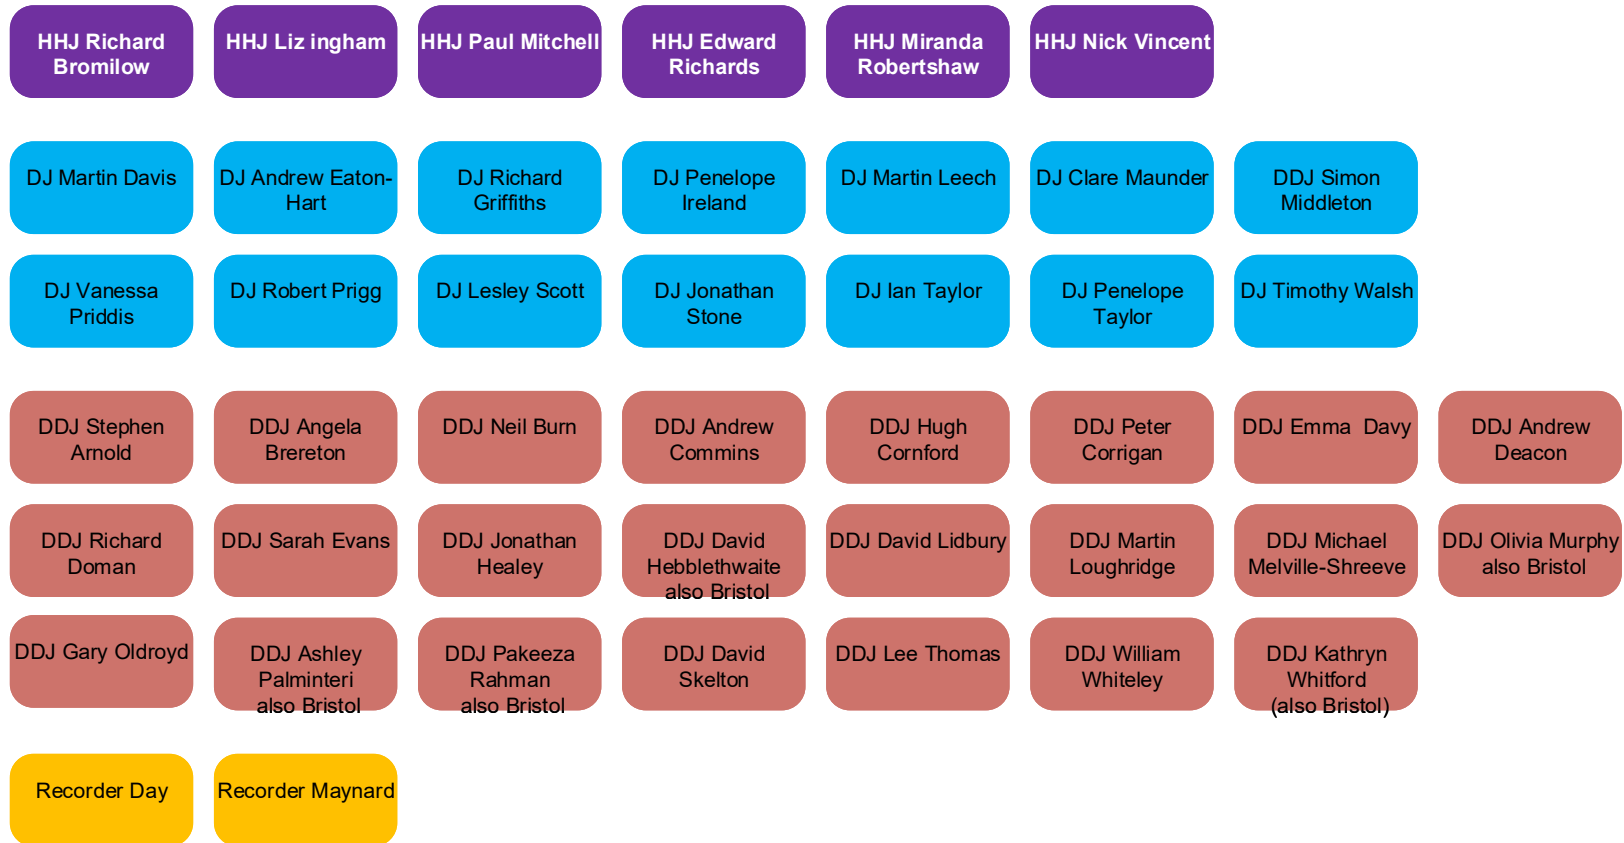 HHJ Richard
Bromilow
HHJ Liz ingham
HHJ Paul Mitchell
HHJ Edward
Richards
HHJ Miranda
Robertshaw
HHJ Nick Vincent
DJ Martin Davis
DJ Andrew Eaton-
Hart
DJ Richard
Griffiths
DJ Penelope
Ireland
DJ Martin Leech
DJ Clare Maunder
DDJ Simon
Middleton
DJ Vanessa
Priddis
DJ Robert Prigg
DJ Lesley Scott
DJ Jonathan
Stone
DJ Ian Taylor
DJ Penelope
Taylor
DJ Timothy Walsh
DDJ Stephen
Arnold
DDJ Angela
Brereton
DDJ Neil Burn
DDJ Andrew
Commins
DDJ Hugh
Cornford
DDJ Peter
Corrigan
DDJ Emma  Davy
DDJ Andrew
Deacon
DDJ Richard
Doman
DDJ Sarah Evans
DDJ Jonathan
Healey
DDJ David
Hebblethwaite
also Bristol
DDJ David Lidbury
DDJ Martin
Loughridge
DDJ Michael
Melville-Shreeve
DDJ Olivia Murphy
also Bristol
DDJ Gary Oldroyd
DDJ Ashley
Palminteri
also Bristol
DDJ Pakeeza
Rahman
also Bristol
DDJ David
Skelton
DDJ Lee Thomas
DDJ William
Whiteley
DDJ Kathryn
Whitford
(also Bristol)
Recorder Day
Recorder Maynard